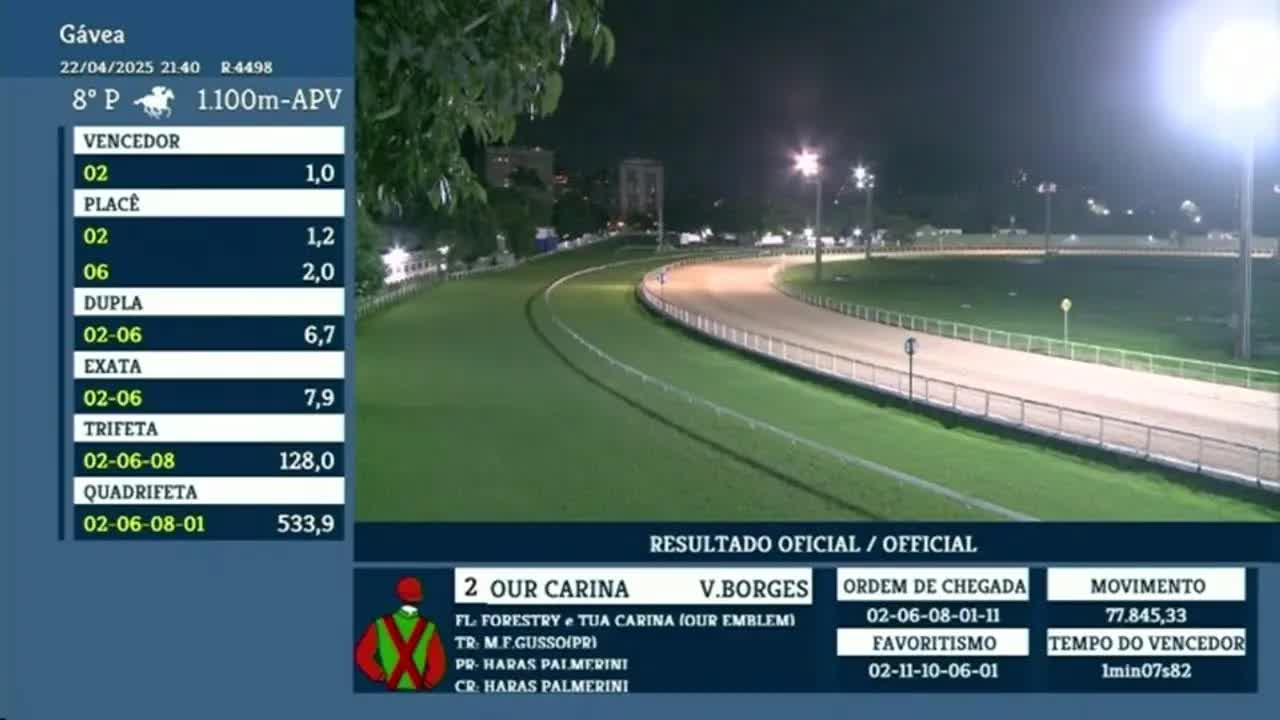 Gávea
22/04/2025 21:40 R:4498
8° P 1.100m-APV
VENCEDOR
02 1,0
PLACÊ
02 1,2
06 2,0
DUPLA
02-06 6,7
EXATA
02-06 7,9
TRIFETA
02-06-08 128,0
QUADRIFETA
02-06-08-01 533,9
RESULTADO OFICIAL / OFFICIAL
2 OUR CARINA V.BORGES
FL: FORESTRY e TUA CARINA (OUR EMBLEM)
TR: M.F.GUSSO(PR)
PR: HARAS PALMERINI
CR: HARAS PALMERINI
ORDEM DE CHEGADA
02-06-08-01-11
FAVORITISMO
02-11-10-06-01
MOVIMENTO
77.845,33
TEMPO DO VENCEDOR
1min07s82